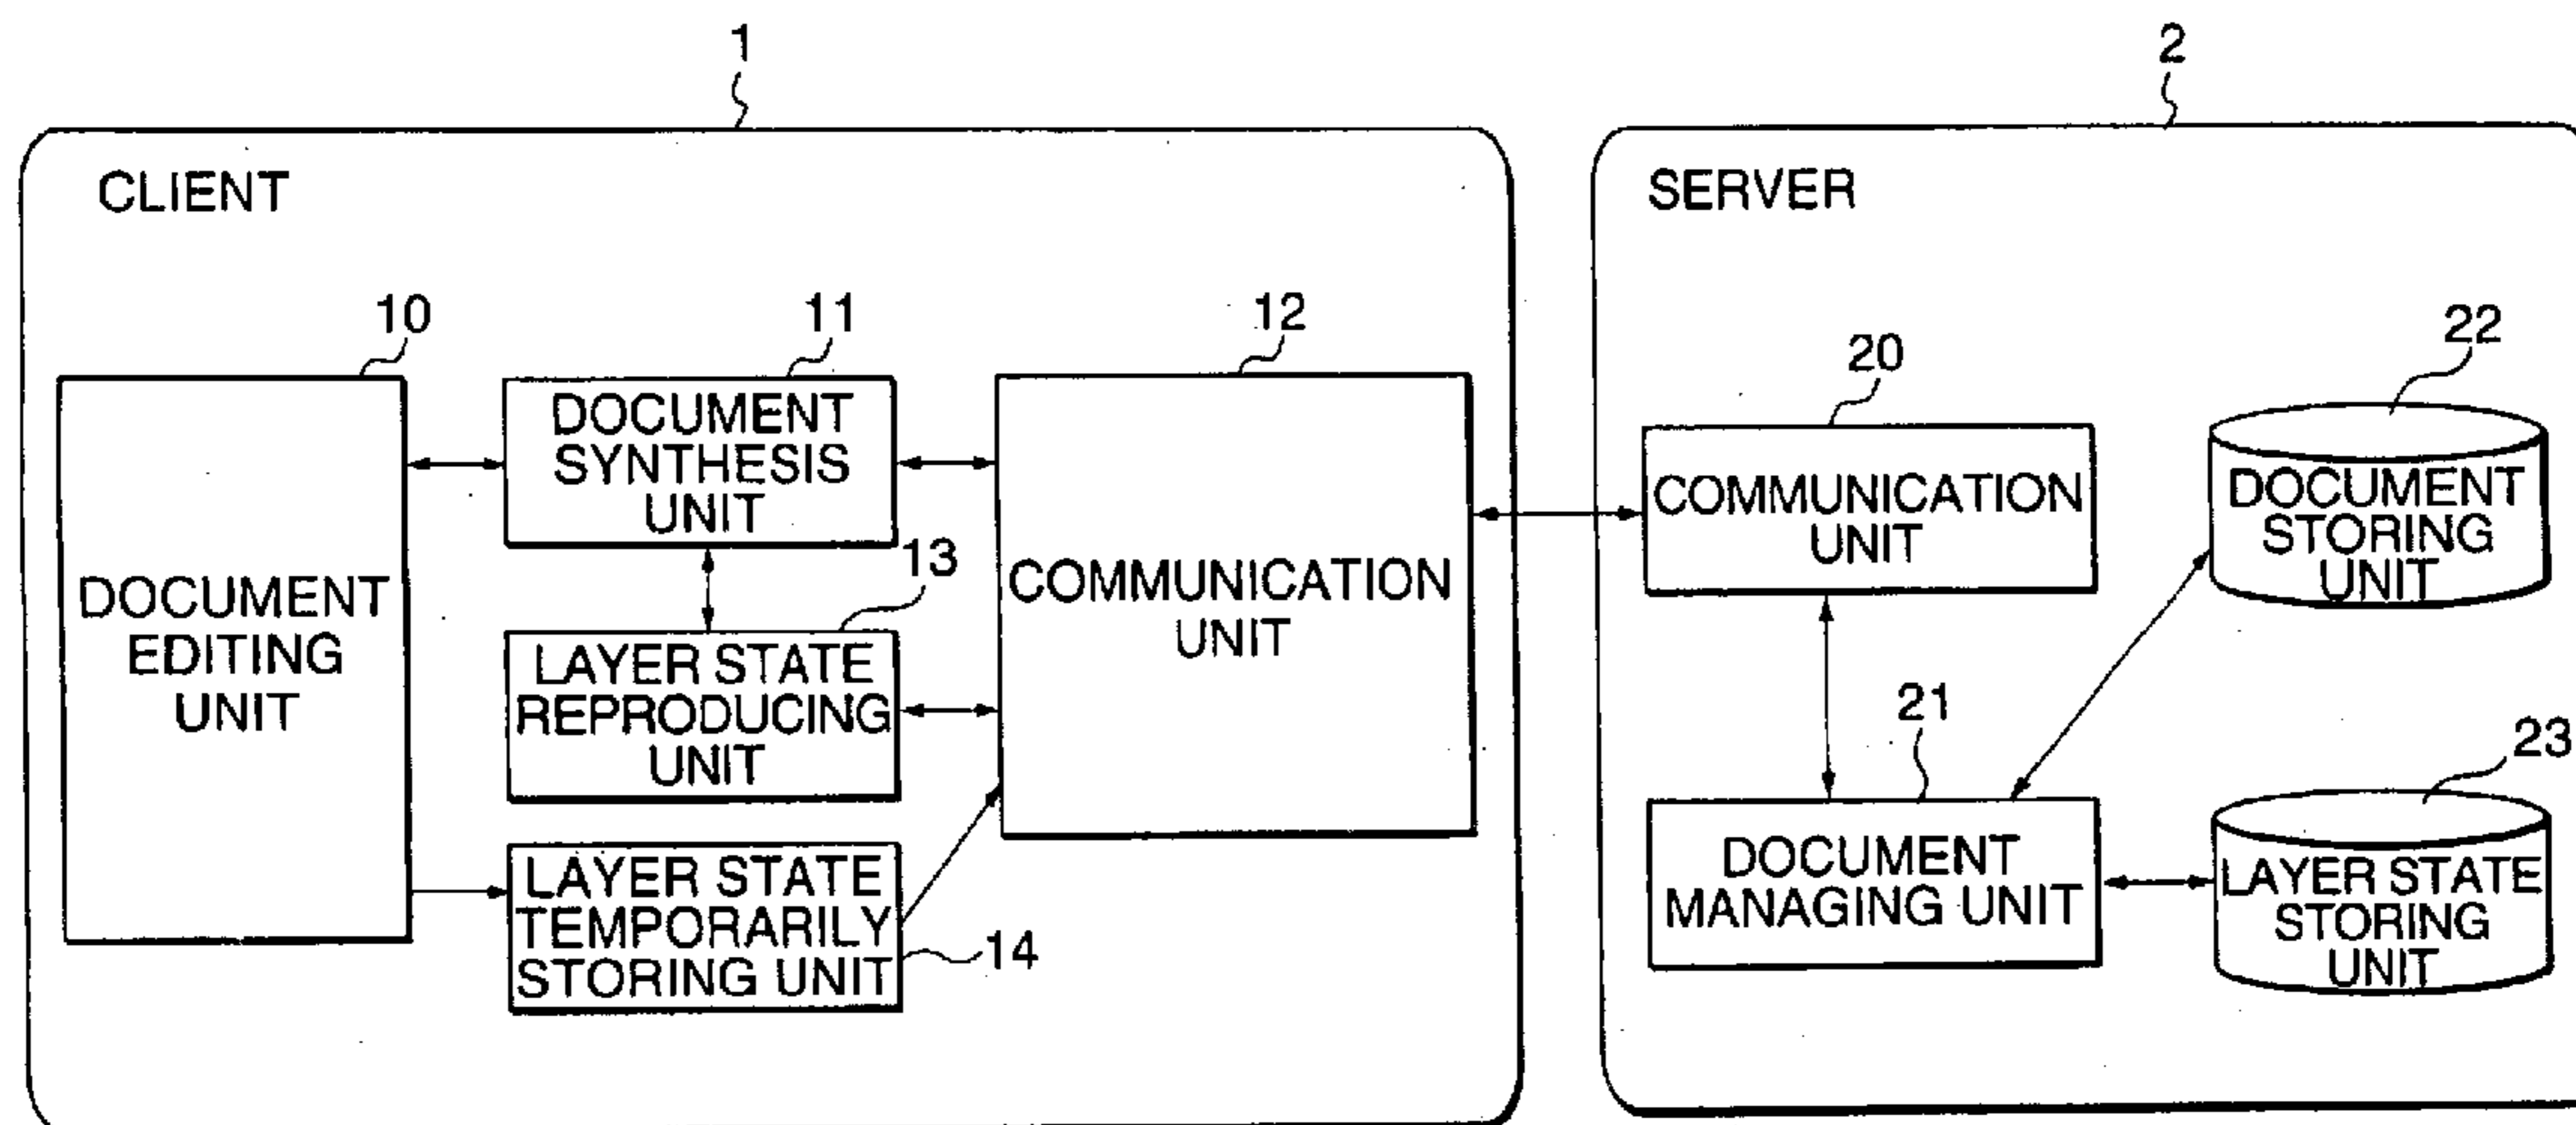 1
2
CLIENT
SERVER
10
11
12
DOCUMENT
EDITING
UNIT
DOCUMENT
SYNTHESIS
UNIT
13
LAYER STATE
REPRODUCING
UNIT
LAYER STATE
TEMPORARILY
STORING UNIT
14
COMMUNICATION
UNIT
20
COMMUNICATION
UNIT
22
DOCUMENT
STORING
UNIT
21
DOCUMENT
MANAGING UNIT
23
LAYER STATE
STORING
UNIT